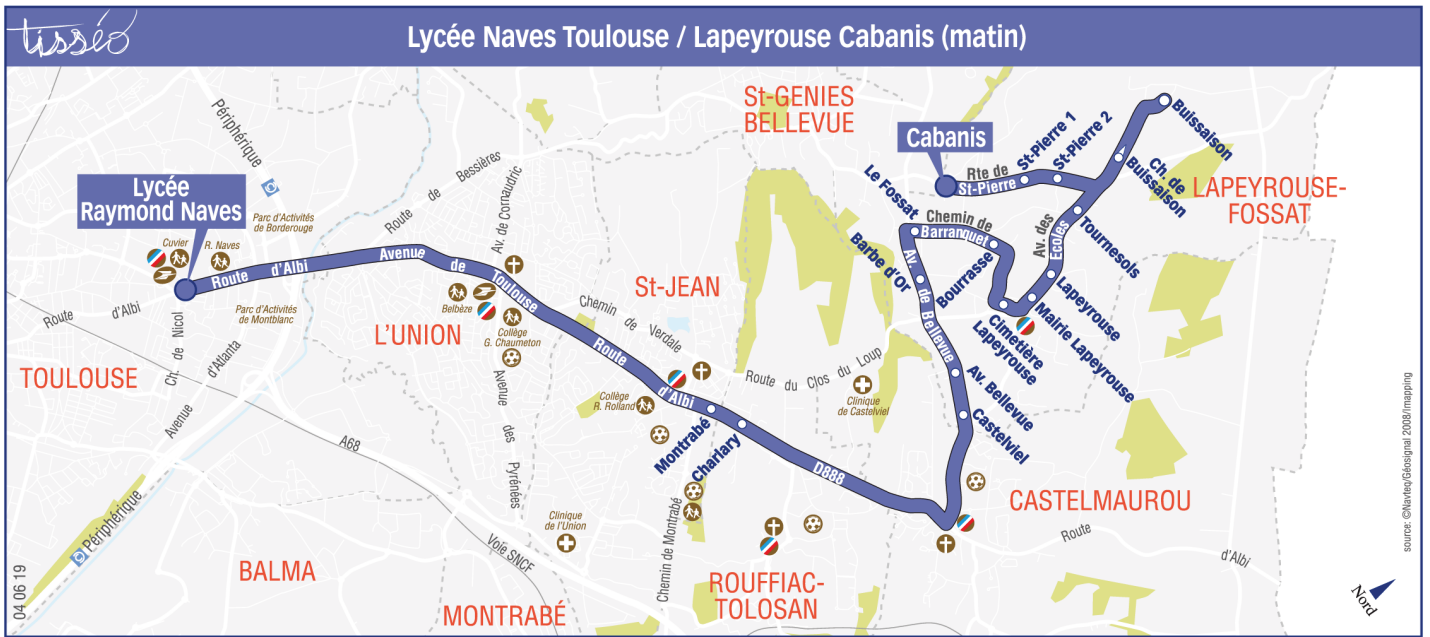 tisséo
Lycée Naves Toulouse / Lapeyrouse Cabanis (matin)
St-GENIES
BELLEVUE
Cabanis
Rte de
St-Pierre
St-Pierre 1
St-Pierre 2
Buissaison
Ch. de
Buissaison
LAPEYROUSE-
FOSSAT
Périphérique
Lycée
Raymond Naves
Parc d'Activités
de Borderouge
Route de Bessières
Av. de Cornaudric
Le Fossat
Chemin de
Barranquet
Av. des
Ecoles
Tournesols
Cuvier
R. Naves
Route d'Albi
Avenue de Toulouse
Barbe d'Or
Av. de Bellevue
Bourrasse
Lapeyrouse
Mairie Lapeyrouse
Cimetière
Lapeyrouse
St-JEAN
Route d'Albi
Ch. de Nicol
Parc d'Activités
de Montblanc
Belbèze
L'UNION
Collège
G. Chaumeton
Chemin de Verdale
Route d'Albi
Route du Clos du Loup
TOULOUSE
Avenue d'Atlanta
Avenue des Pyrénées
Collège
R. Rolland
Clinique
de Castelviel
Av. Bellevue
Castelviel
A68
Montrabé
Charlary
D888
CASTELMAUROU
Périphérique
Clinique
de l'Union
Voie SNCF
Chemin de Montrabé
Route d'Albi
BALMA
MONTRABÉ
ROUFFIAC-
TOLOSAN
04 06 19
source: ©Navteq/Géosignal 2008/Imapping
Nord